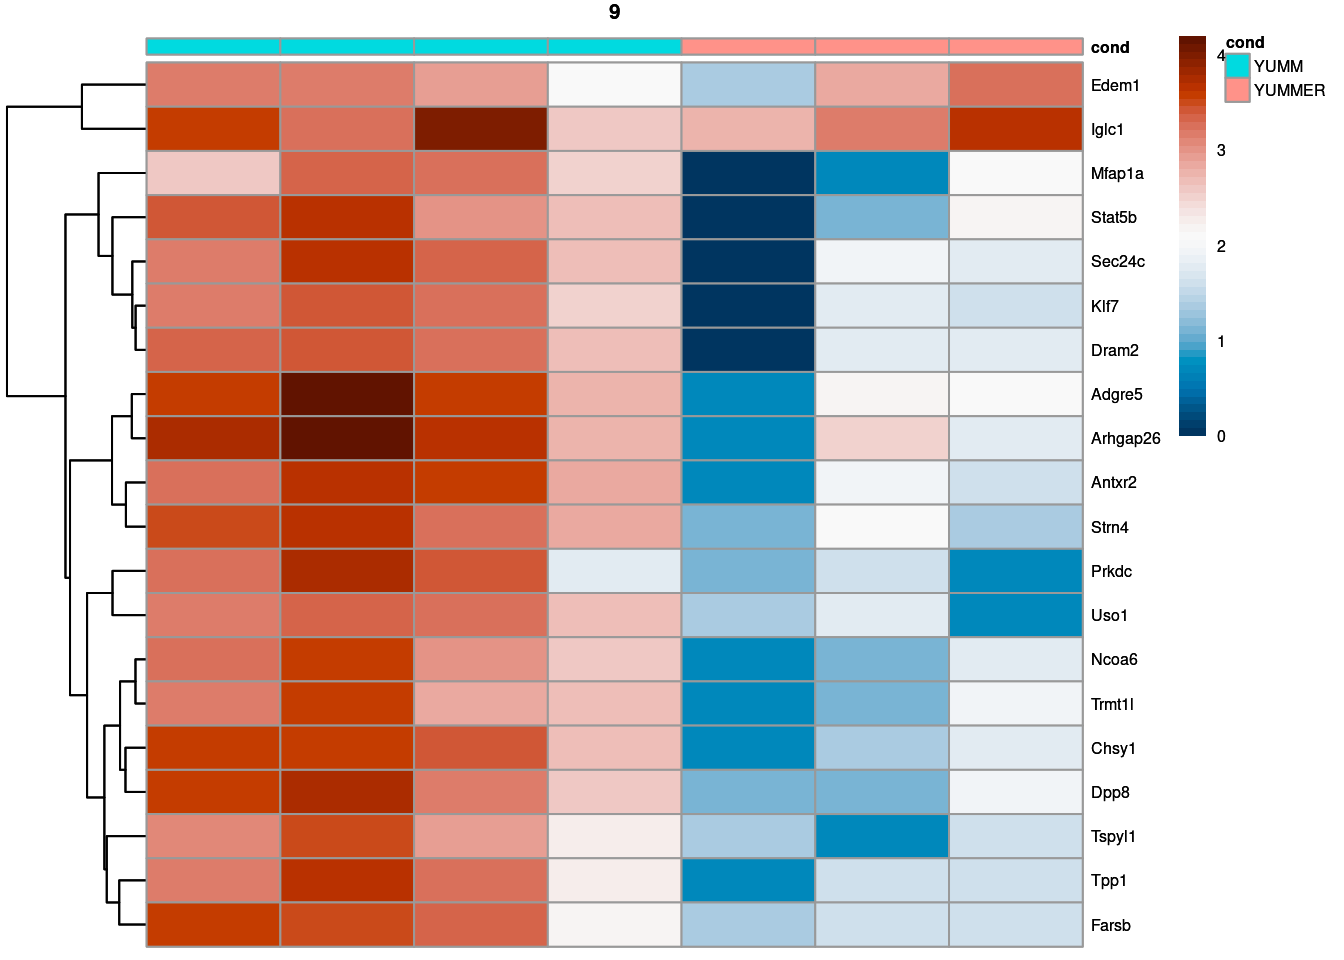 9
cond
Edem1
Iglc1
Mfap1a
Stat5b
Sec24c
Klf7
Dram2
Adgre5
Arhgap26
Antxr2
Strn4
Prkdc
Uso1
Ncoa6
Trmt1l
Chsy1
Dpp8
Tspyl1
Tpp1
Farsb
4
3
2
1
0
cond
YUMM
YUMMER